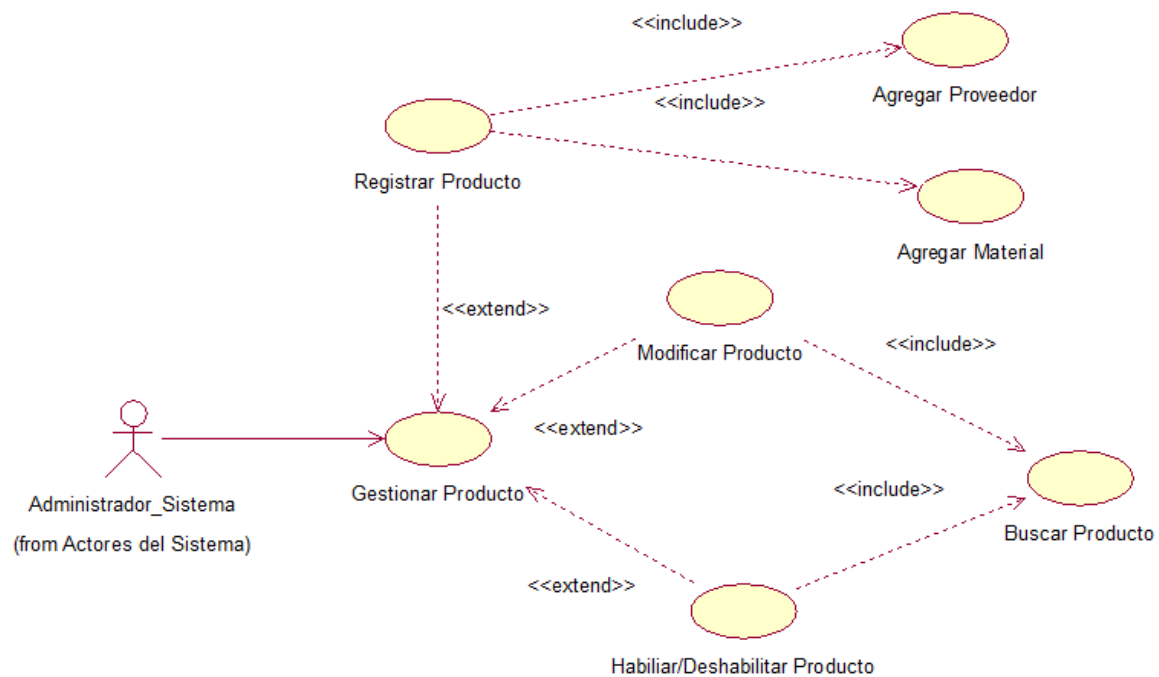 <<include>>
Agregar Proveedor
<<include>>
Registrar Producto
Agregar Material
<<extend>>
Modificar Producto
<<include>>
<<extend>>
Administrador_Sistema
(from Actores del Sistema)
Gestionar Producto
<<include>>
Buscar Producto
<<extend>>
Habiliar/Deshabilitar Producto